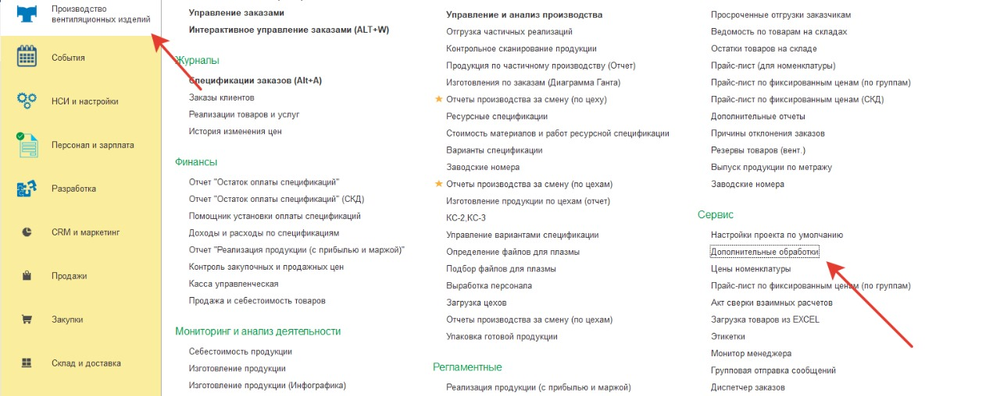 Производство
вентиляционных изделий
События
НСИ и настройки
Персонал и зарплата
Разработка
CRM и маркетинг
Продажи
Закупки
Склад и доставка
Управление заказами
Интерактивное управление заказами (ALT+W)
Журналы
Спецификации заказов (Alt+A)
Заказы клиентов
Реализации товаров и услуг
История изменения цен
Финансы
Отчет "Остаток оплаты спецификаций"
Отчет "Остаток оплаты спецификаций" (СКД)
Помощник установки оплаты спецификаций
Доходы и расходы по спецификациям
Отчет "Реализация продукции (с прибылью и маржой)"
Контроль закупочных и продажных цен
Касса управленческая
Продажа и себестоимость товаров
Мониторинг и анализ деятельности
Себестоимость продукции
Изготовление продукции
Изготовление продукции (Инфографика)
Управление и анализ производства
Отгрузка частичных реализаций
Контрольное сканирование продукции
Продукция по частичному производству (Отчет)
Изготовления по заказам (Диаграмма Ганта)
Отчеты производства за смену (по цеху)
Ресурсные спецификации
Стоимость материалов и работ ресурсной спецификации
Варианты спецификации
Заводские номера
Отчеты производства за смену (по цехам)
Изготовление продукции по цехам (отчет)
КС-2,КС-3
Управление вариантами спецификации
Определение файлов для плазмы
Подбор файлов для плазмы
Выработка персонала
Загрузка цехов
Отчеты производства за смену (по цехам)
Упаковка готовой продукции
Регламентные
Реализация продукции (с прибылью и маржой)
Просроченные отгрузки заказчикам
Ведомость по товарам на складах
Остатки товаров на складе
Прайс-лист (для номенклатуры)
Прайс-лист по фиксированным ценам (по группам)
Прайс-лист по фиксированным ценам (СКД)
Дополнительные отчеты
Причины отклонения заказов
Резервы товаров (вент.)
Выпуск продукции по метражу
Заводские номера
Сервис
Настройки проекта по умолчанию
Дополнительные обработки
Цены номенклатуры
Прайс-лист по фиксированным ценам (по группам)
Акт сверки взаимных расчетов
Загрузка товаров из EXCEL
Этикетки
Монитор менеджера
Групповая отправка сообщений
Диспетчер заказов